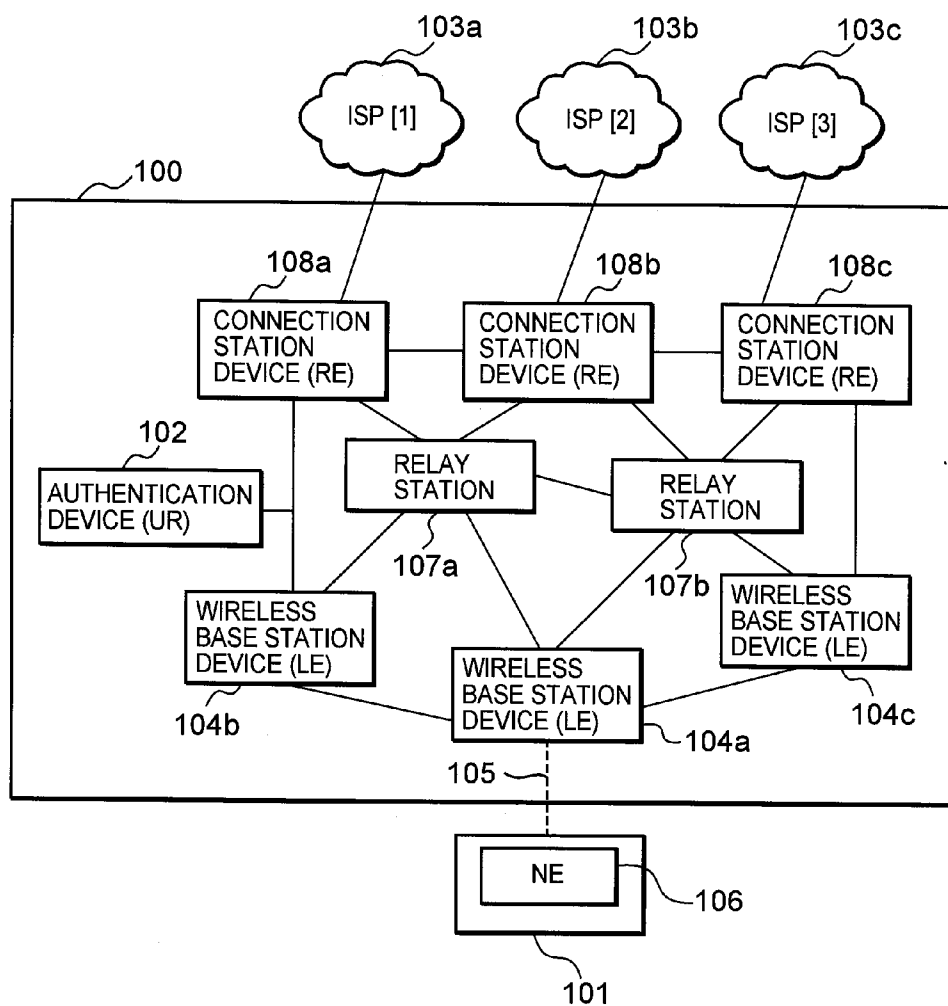 103a
103b
103c
ISP [1]
ISP [2]
ISP [3]
100
108a
108b
108c
CONNECTION
STATION
DEVICE (RE)
CONNECTION
STATION
DEVICE (RE)
CONNECTION
STATION
DEVICE (RE)
102
AUTHENTICATION
DEVICE (UR)
RELAY
STATION
RELAY
STATION
107a
107b
WIRELESS
BASE STATION
DEVICE (LE)
WIRELESS
BASE STATION
DEVICE (LE)
WIRELESS
BASE STATION
DEVICE (LE)
104b
104a
104c
105
NE
106
101